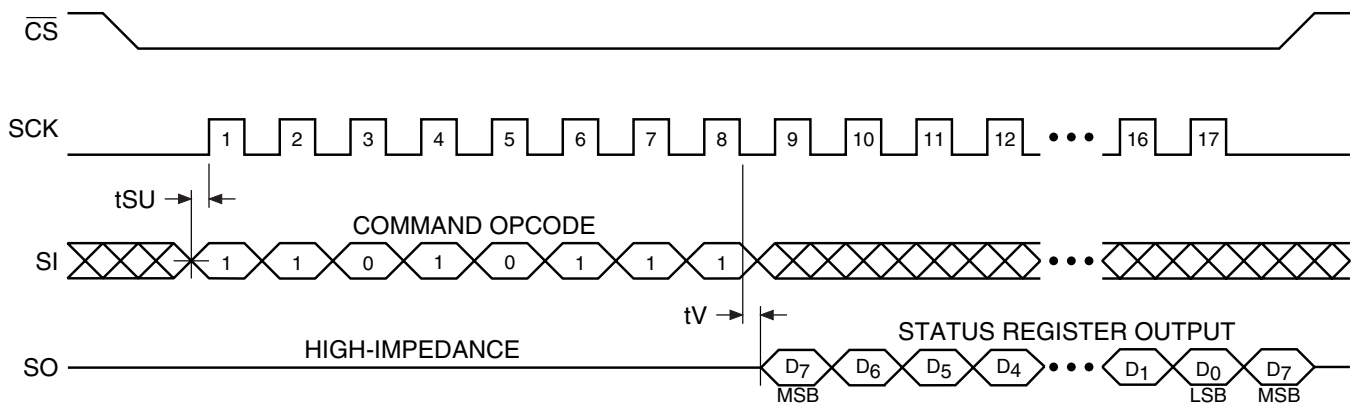 CS
SCK 1 2 3 4 5 6 7 8 9 10 11 12 ••• 16 17
tSU
COMMAND OPCODE
SI 1 1 0 1 0 1 1 1 •••
tV
HIGH-IMPEDANCE STATUS REGISTER OUTPUT
SO D7 D6 D5 D4 ••• D1 D0 D7
MSB LSB MSB